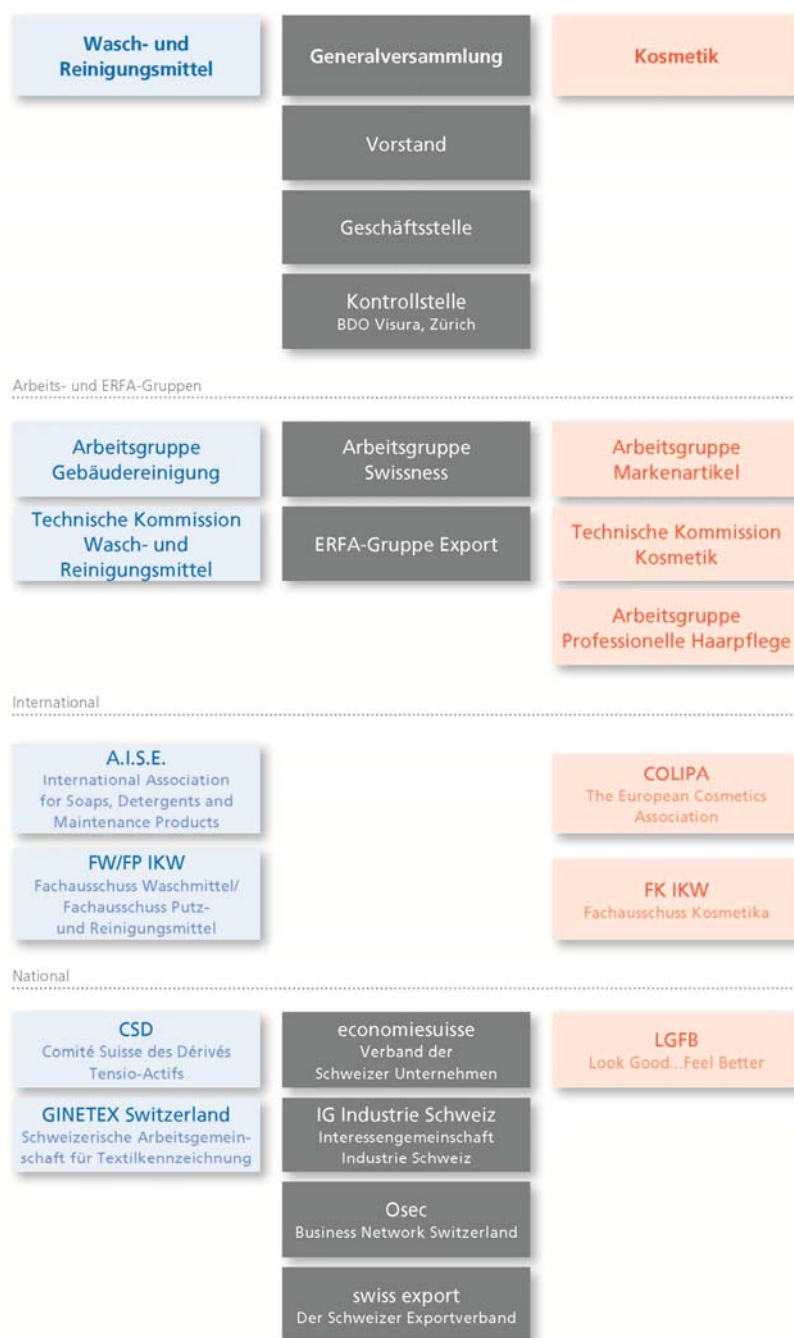 Wasch- und
Reinigungsmittel
Generalversammlung
Kosmetik
Vorstand
Geschäftsstelle
Kontrollstelle
BDO Visura, Zürich
Arbeits- und ERFA-Gruppen
Arbeitsgruppe
Gebäudereinigung
Arbeitsgruppe
Swissness
Arbeitsgruppe
Markenartikel
Technische Kommission
Wasch- und
Reinigungsmittel
ERFA-Gruppe Export
Technische Kommission
Kosmetik
Arbeitsgruppe
Professionelle Haarpflege
International
A.I.S.E.
International Association
for Soaps, Detergents and
Maintenance Products
COLIPA
The European Cosmetics
Association
FW/FP IKW
Fachausschuss Waschmittel/
Fachausschuss Putz-
und Reinigungsmittel
FK IKW
Fachausschuss Kosmetika
National
CSD
Comité Suisse des Dérivés
Tensio-Actifs
economiesuisse
Verband der
Schweizer Unternehmen
LGFB
Look Good...Feel Better
GINETEX Switzerland
Schweizerische Arbeitsgemein-
schaft für Textilkennzeichnung
IG Industrie Schweiz
Interessengemeinschaft
Industrie Schweiz
Osec
Business Network Switzerland
swiss export
Der Schweizer Exportverband